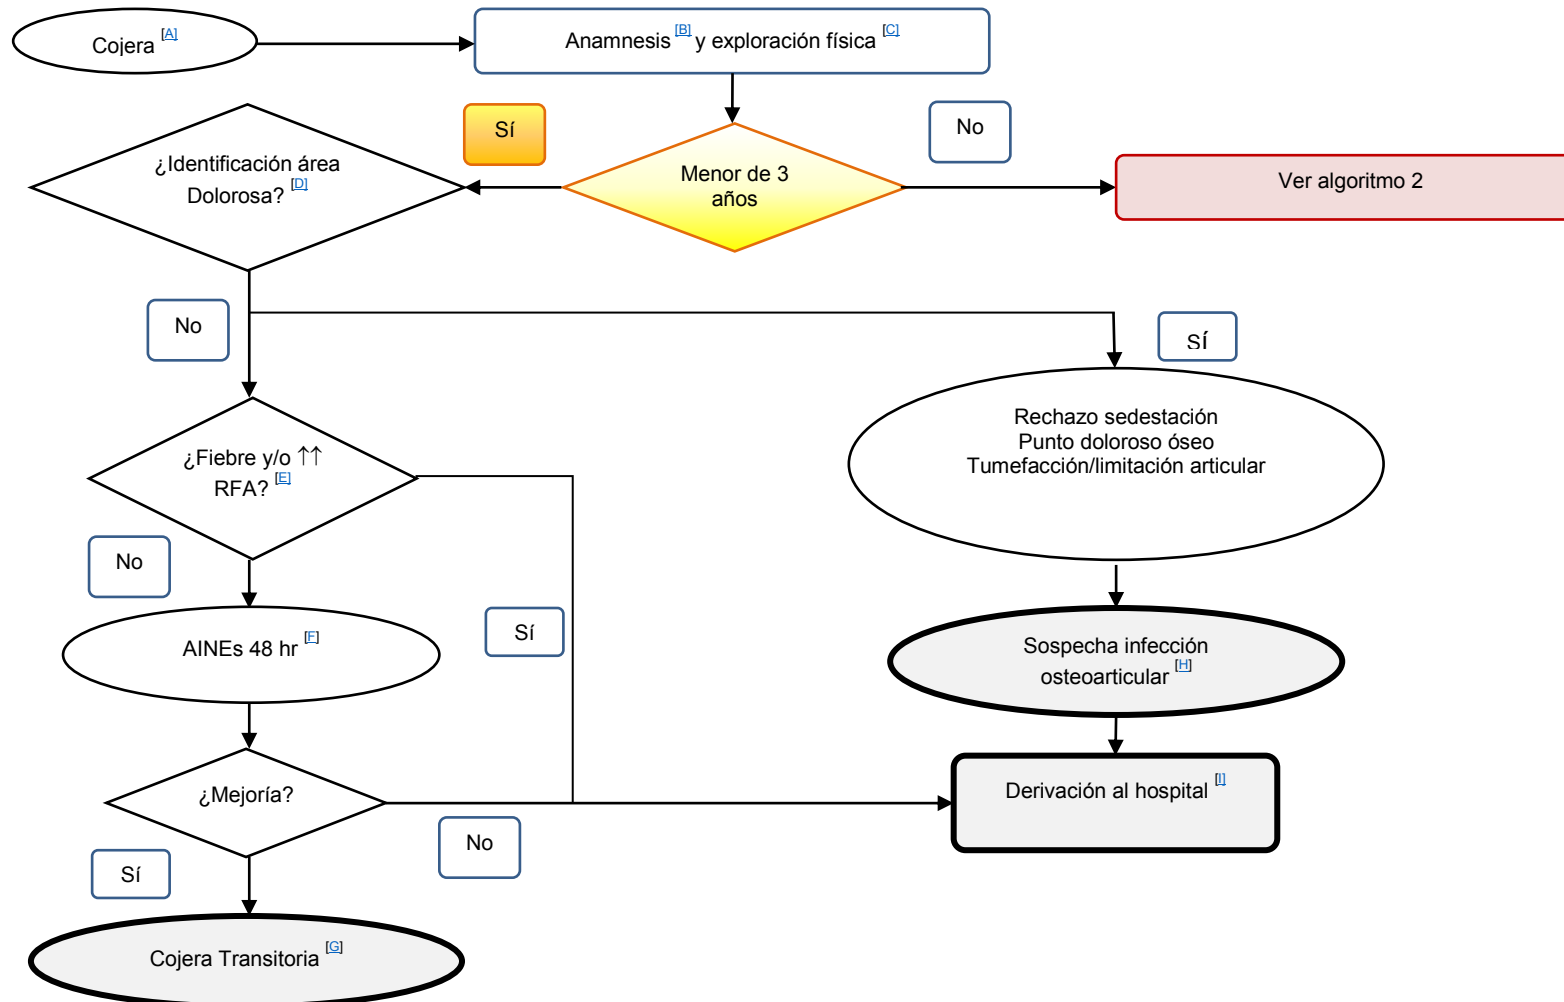 Cojera [A]
Anamnesis [B] y exploración física [C]
Sí
No
¿Identificación área
Dolorosa? [D]
Menor de 3
años
Ver algoritmo 2
No
SÍ
Rechazo sedestación
Punto doloroso óseo
Tumefacción/limitación articular
¿Fiebre y/o ↑↑
RFA? [E]
No
Sí
AINEs 48 hr [F]
Sospecha infección
osteoarticular [H]
¿Mejoría?
Derivación al hospital [I]
No
Sí
Cojera Transitoria [G]